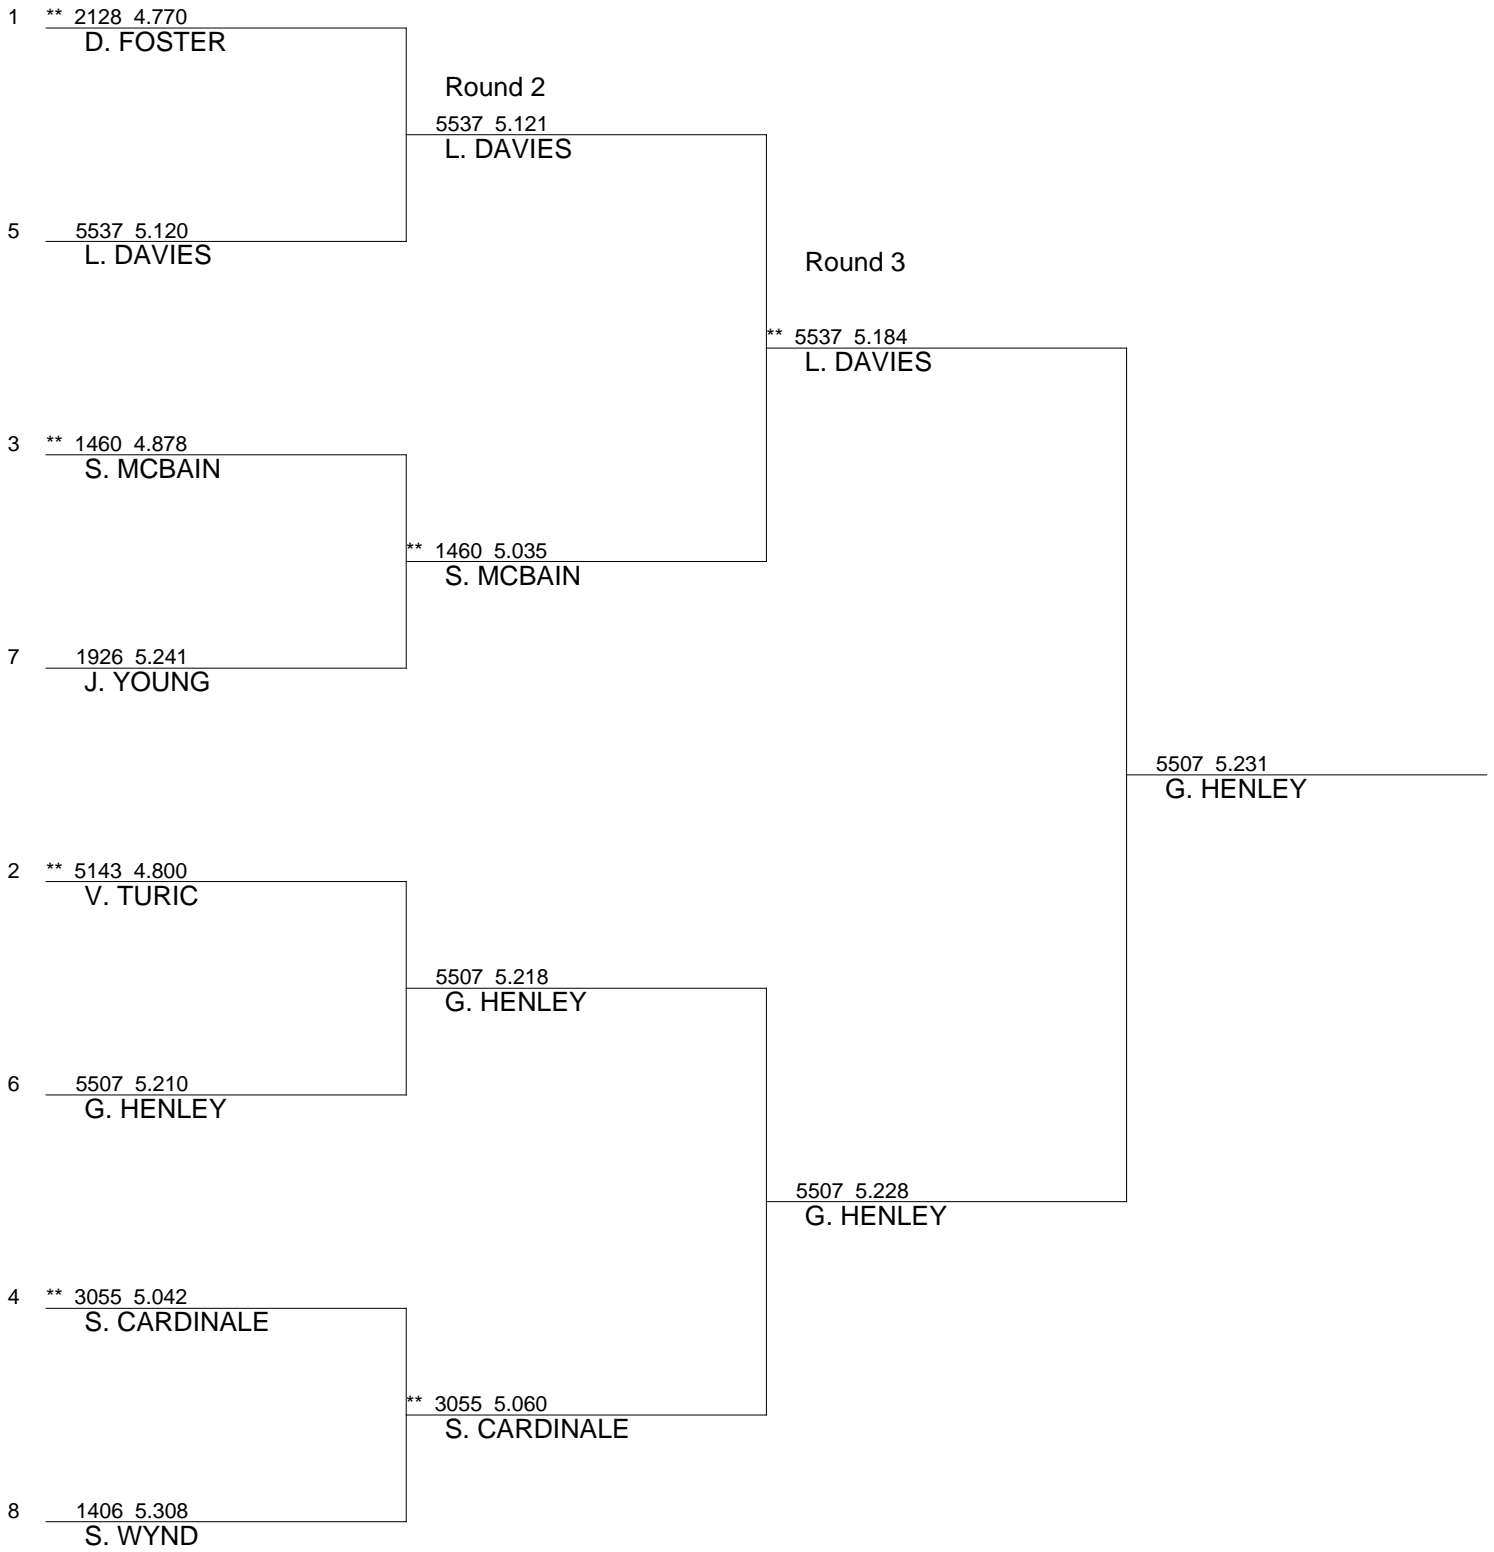 1 ** 2128 4.770
D. FOSTER
Round 2
5537 5.121
L. DAVIES
5 5537 5.120
L. DAVIES
Round 3
** 5537 5.184
L. DAVIES
3 ** 1460 4.878
S. MCBAIN
** 1460 5.035
S. MCBAIN
7 1926 5.241
J. YOUNG
5507 5.231
G. HENLEY
2 ** 5143 4.800
V. TURIC
5507 5.218
G. HENLEY
6 5507 5.210
G. HENLEY
5507 5.228
G. HENLEY
4 ** 3055 5.042
S. CARDINALE
** 3055 5.060
S. CARDINALE
8 1406 5.308
S. WYND